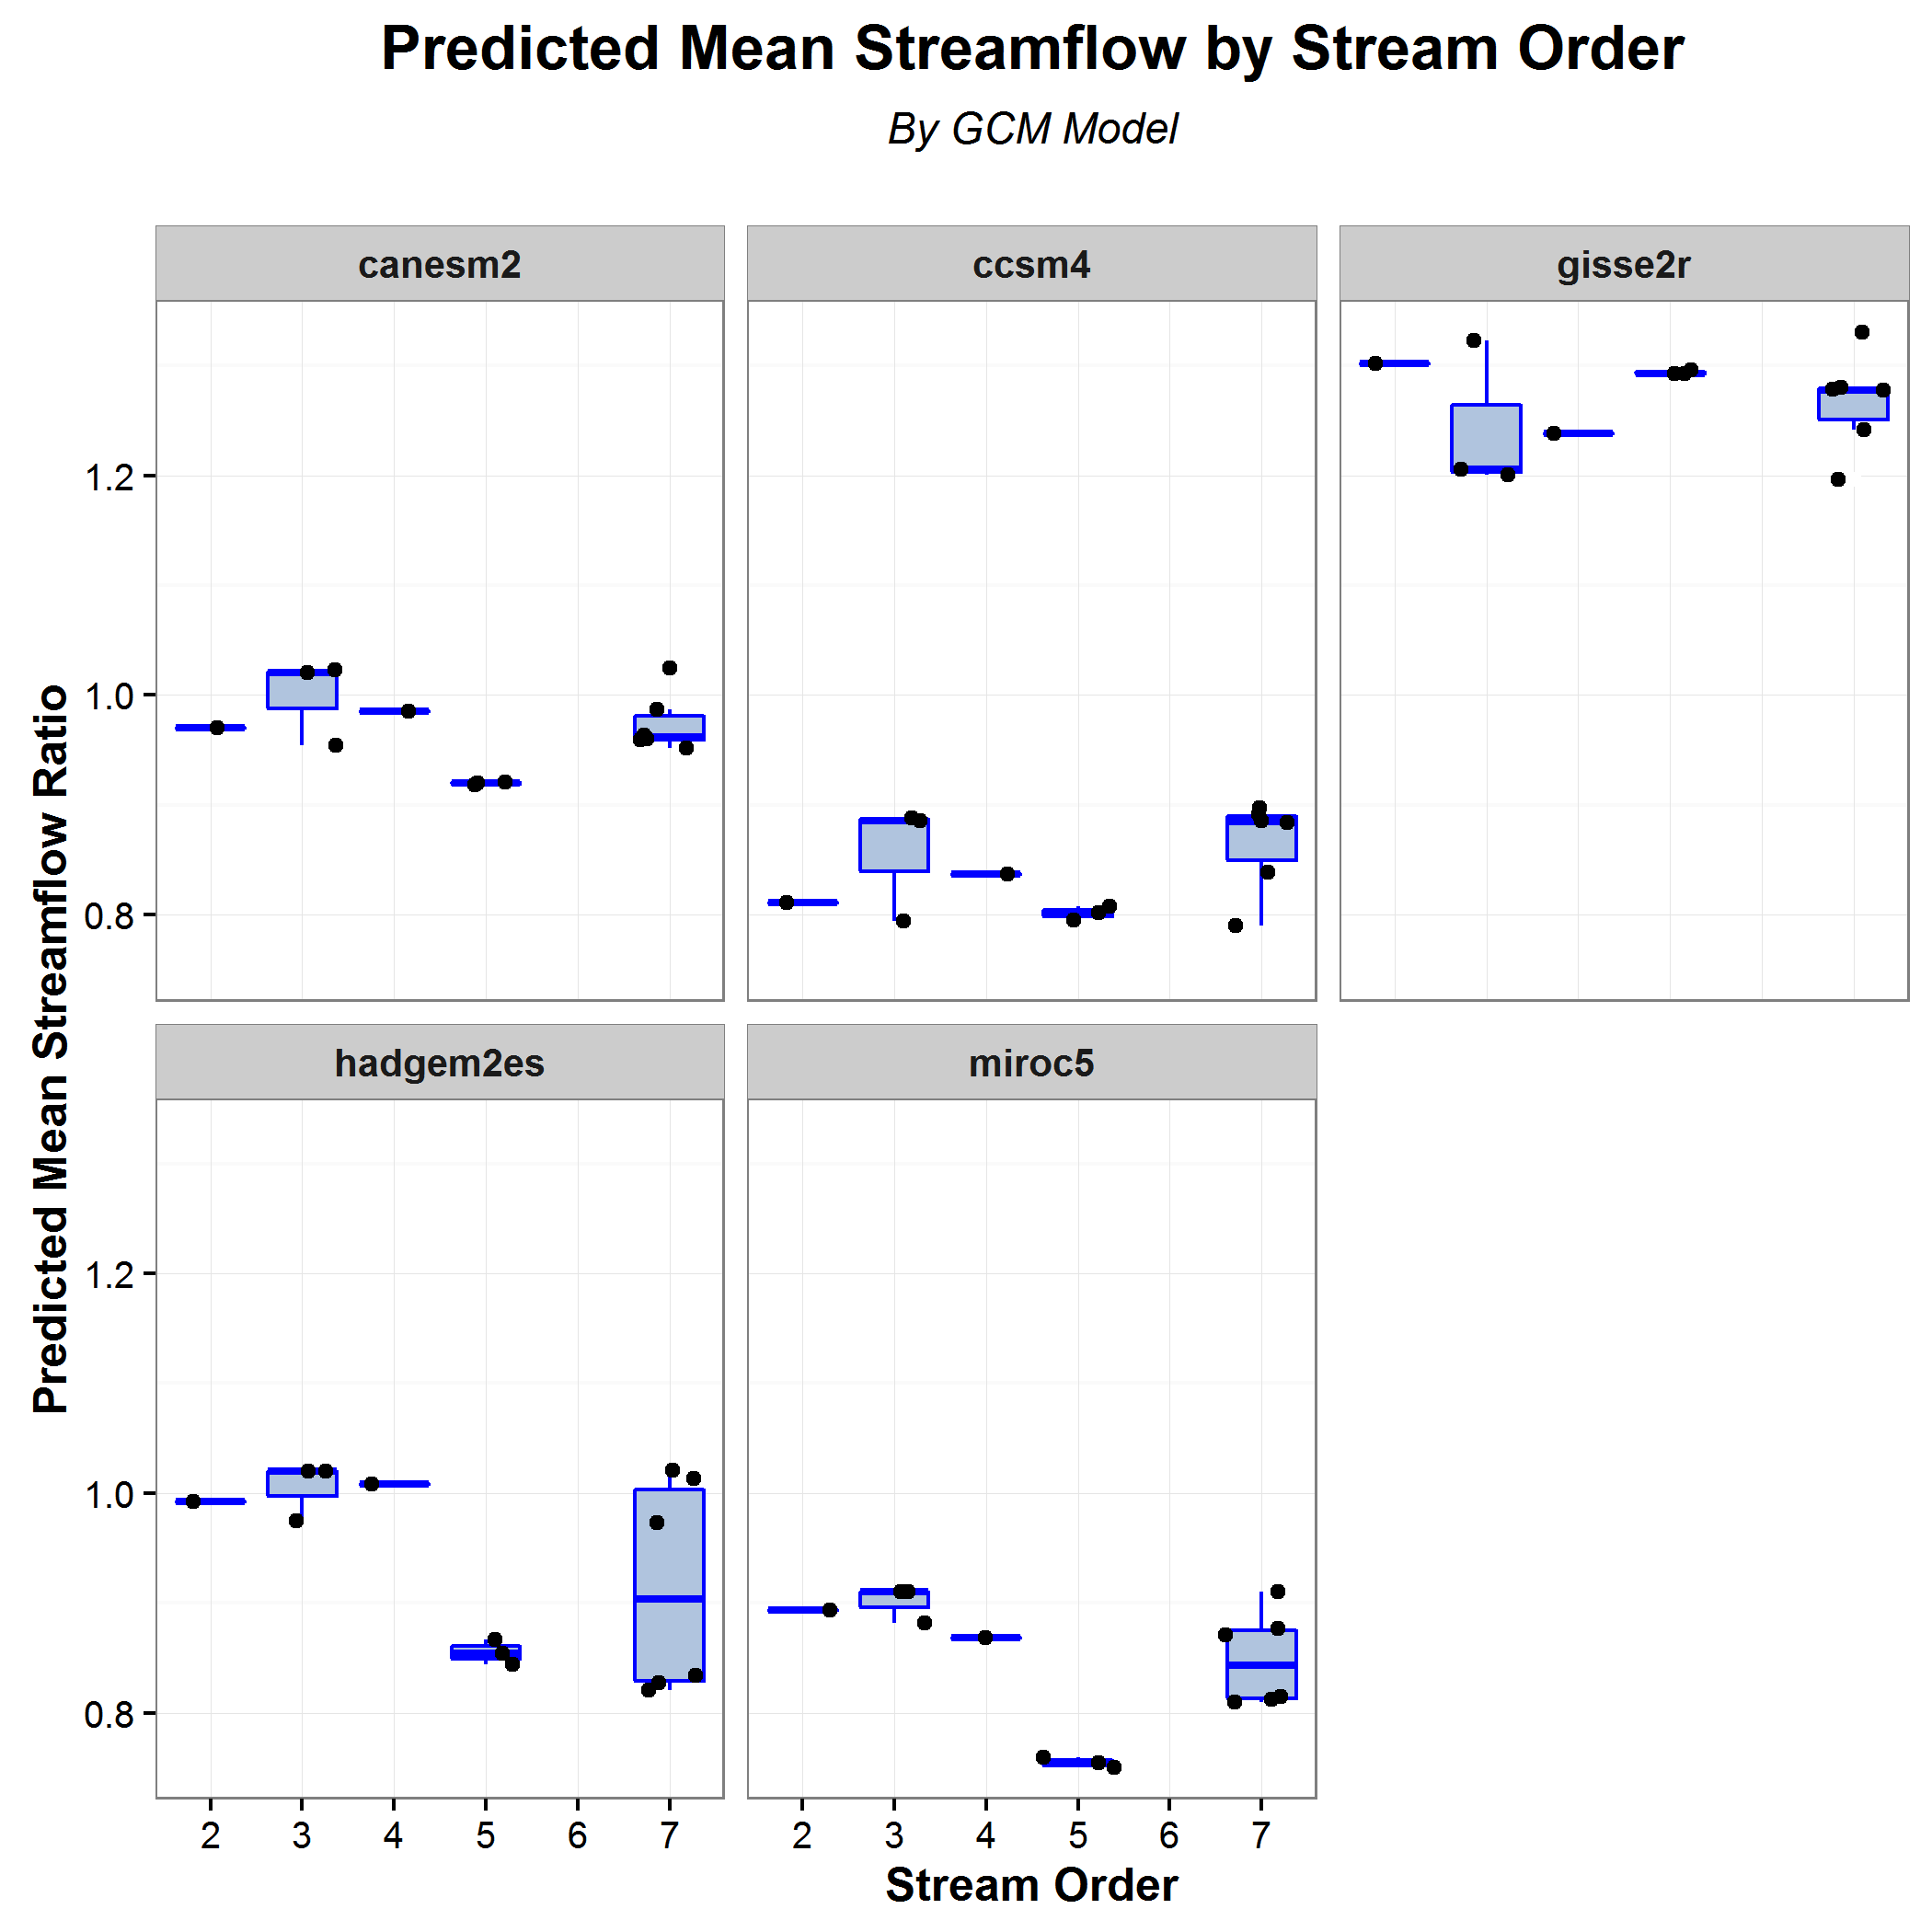 Predicted Mean Streamflow by Stream Order
By GCM Model
canesm2
ccsm4
gisse2r
1.2
1.0
0.8
Predicted Mean Streamflow Ratio
hadgem2es
miroc5
1.2
1.0
0.8
2 3 4 5 6 7
2 3 4 5 6 7
Stream Order